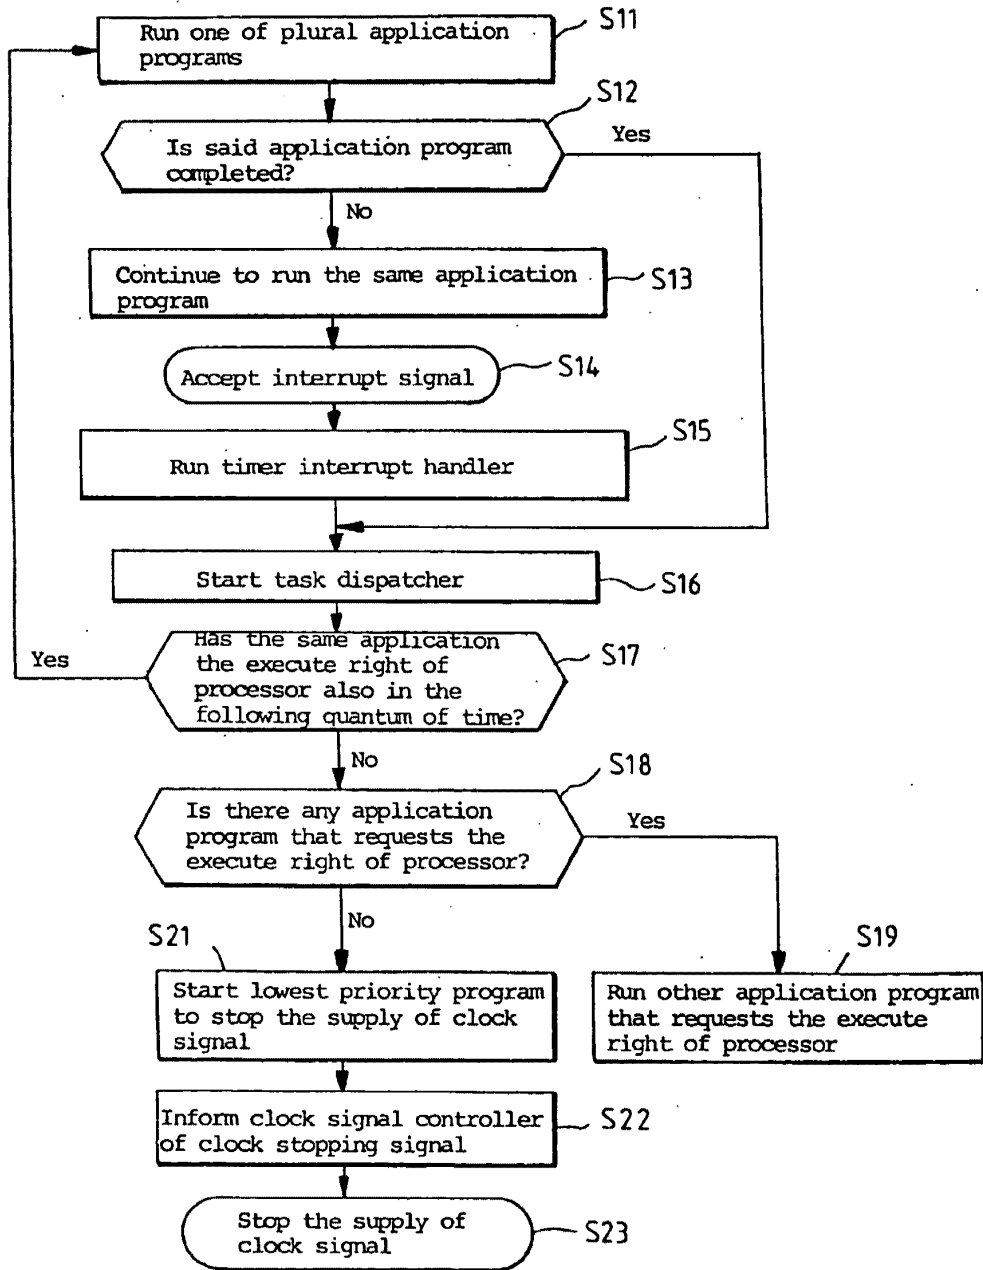 Run one of plural application
programs
S11
S12
Is said application program
completed?
Yes
No
Continue to run the same application
program
S13
Accept interrupt signal
S14
S15
Run timer interrupt handler
Start task dispatcher
S16
Has the same application
the execute right of
processor also in the
following quantum of time?
S17
Yes
No
S18
Is there any application
program that requests the
execute right of processor?
Yes
No
S21
Start lowest priority program
to stop the supply of clock
signal
S19
Run other application program
that requests the execute
right of processor
Inform clock signal controller
of clock stopping signal
S22
Stop the supply of
clock signal
S23